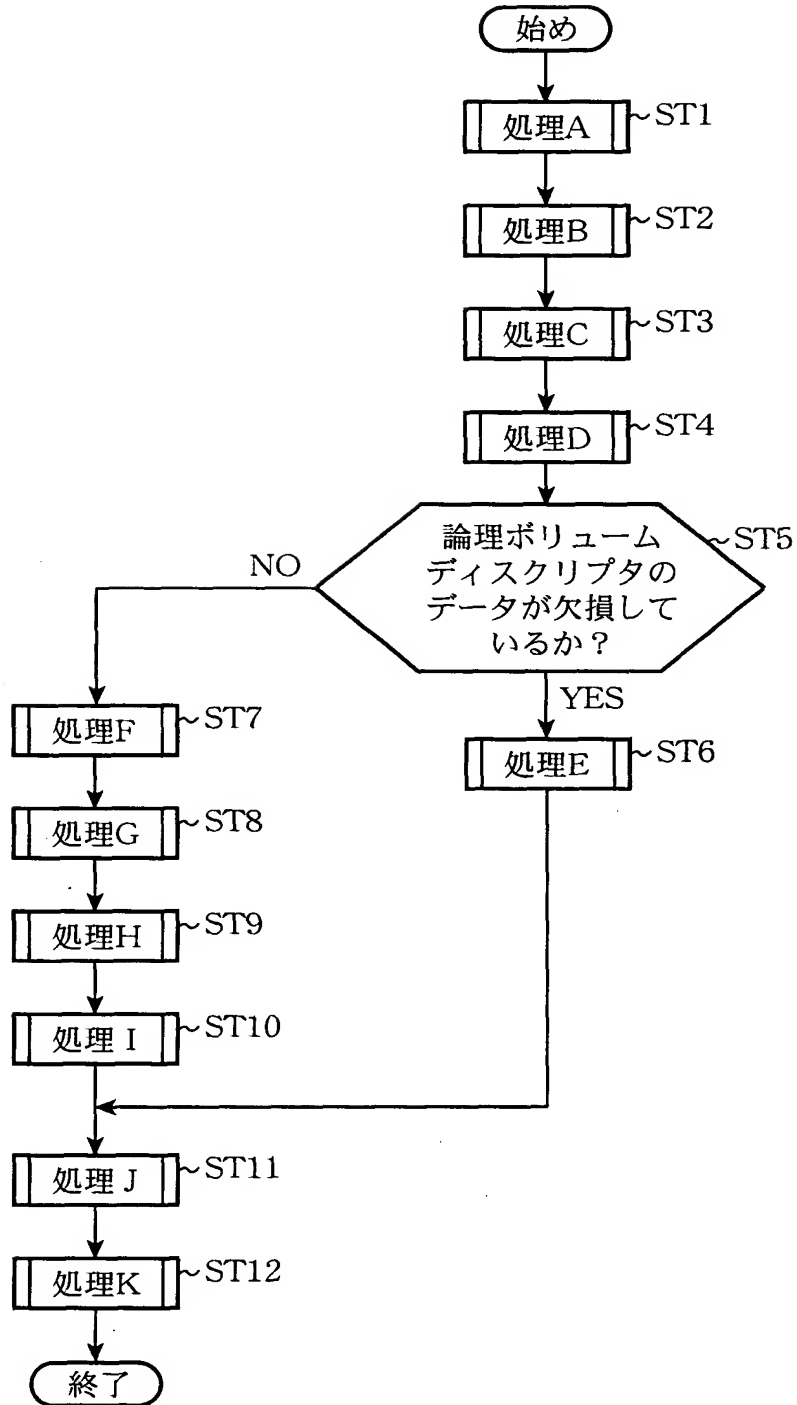 始め
処理A
ST1
処理B
ST2
処理C
ST3
処理D
ST4
論理ボリューム
ディスクリプタの
データが欠損して
いるか？
ST5
NO
YES
処理F
ST7
処理E
ST6
処理G
ST8
処理H
ST9
処理I
ST10
処理J
ST11
処理K
ST12
終了